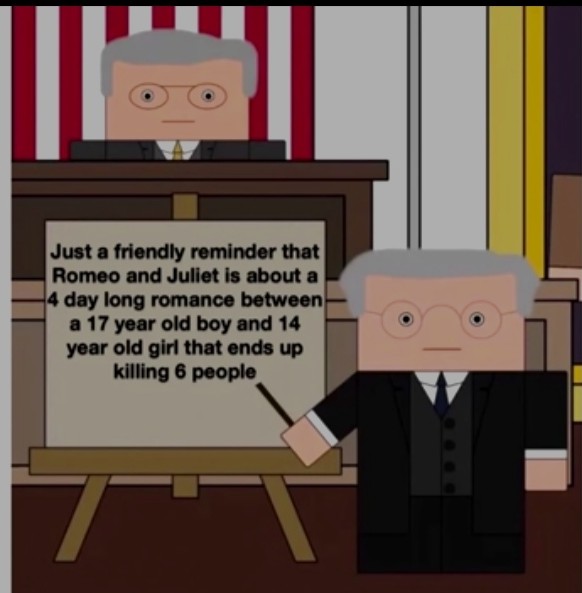 Just a friendly reminder that
Romeo and Juliet is about a
4 day long romance between
a 17 year old boy and 14
year old girl that ends up
killing 6 people